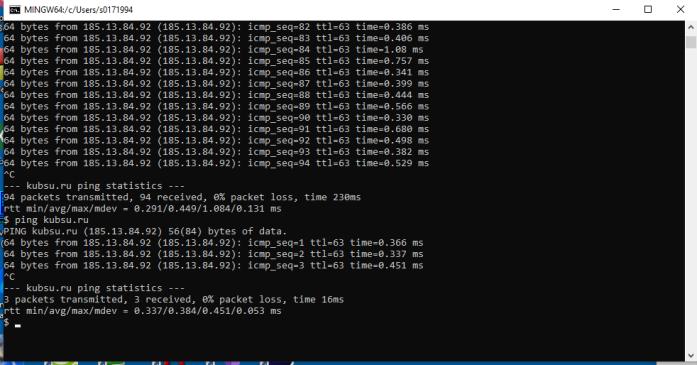 MINGW64:/c/Users/s0171994
64 bytes from 185.13.84.92 (185.13.84.92): icmp_seq=82 ttl=63 time=0.386 ms
64 bytes from 185.13.84.92 (185.13.84.92): icmp_seq=83 ttl=63 time=0.406 ms
64 bytes from 185.13.84.92 (185.13.84.92): icmp_seq=84 ttl=63 time=1.08 ms
64 bytes from 185.13.84.92 (185.13.84.92): icmp_seq=85 ttl=63 time=0.757 ms
64 bytes from 185.13.84.92 (185.13.84.92): icmp_seq=86 ttl=63 time=0.341 ms
64 bytes from 185.13.84.92 (185.13.84.92): icmp_seq=87 ttl=63 time=0.399 ms
64 bytes from 185.13.84.92 (185.13.84.92): icmp_seq=88 ttl=63 time=0.444 ms
64 bytes from 185.13.84.92 (185.13.84.92): icmp_seq=89 ttl=63 time=0.566 ms
64 bytes from 185.13.84.92 (185.13.84.92): icmp_seq=90 ttl=63 time=0.330 ms
64 bytes from 185.13.84.92 (185.13.84.92): icmp_seq=91 ttl=63 time=0.680 ms
64 bytes from 185.13.84.92 (185.13.84.92): icmp_seq=92 ttl=63 time=0.498 ms
64 bytes from 185.13.84.92 (185.13.84.92): icmp_seq=93 ttl=63 time=0.382 ms
64 bytes from 185.13.84.92 (185.13.84.92): icmp_seq=94 ttl=63 time=0.529 ms
^C
--- kubsu.ru ping statistics ---
94 packets transmitted, 94 received, 0% packet loss, time 230ms
rtt min/avg/max/mdev = 0.291/0.449/1.084/0.131 ms
$ ping kubsu.ru
PING kubsu.ru (185.13.84.92) 56(84) bytes of data.
64 bytes from 185.13.84.92 (185.13.84.92): icmp_seq=1 ttl=63 time=0.366 ms
64 bytes from 185.13.84.92 (185.13.84.92): icmp_seq=2 ttl=63 time=0.337 ms
64 bytes from 185.13.84.92 (185.13.84.92): icmp_seq=3 ttl=63 time=0.451 ms
^C
--- kubsu.ru ping statistics ---
3 packets transmitted, 3 received, 0% packet loss, time 16ms
rtt min/avg/max/mdev = 0.337/0.384/0.451/0.053 ms
$